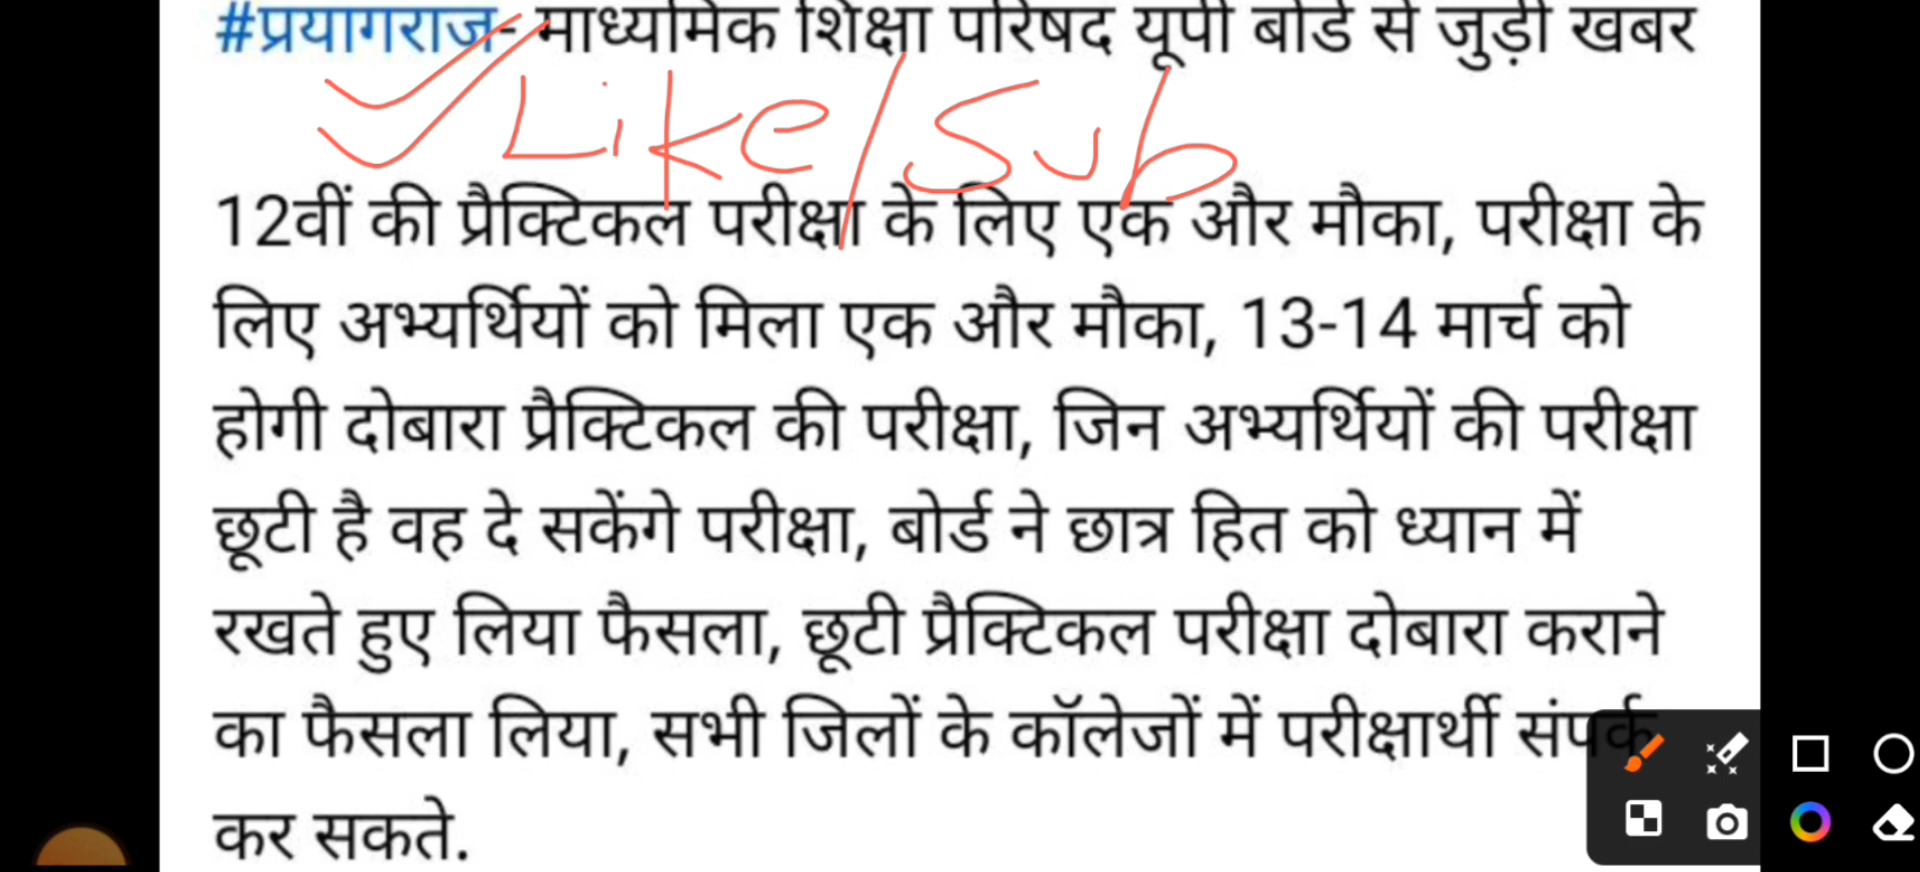 #प्रयागराज- माध्यमिक शिक्षा परिषद यूपी बोर्ड से जुड़ी खबर
Like/Sub
12वीं की प्रैक्टिकल परीक्षा के लिए एक और मौका, परीक्षा के
लिए अभ्यर्थियों को मिला एक और मौका, 13-14 मार्च को
होगी दोबारा प्रैक्टिकल की परीक्षा, जिन अभ्यर्थियों की परीक्षा
छूटी है वह दे सकेंगे परीक्षा, बोर्ड ने छात्र हित को ध्यान में
रखते हुए लिया फैसला, छूटी प्रैक्टिकल परीक्षा दोबारा कराने
का फैसला लिया, सभी जिलों के कॉलेजों में परीक्षार्थी संपर्क
कर सकते.